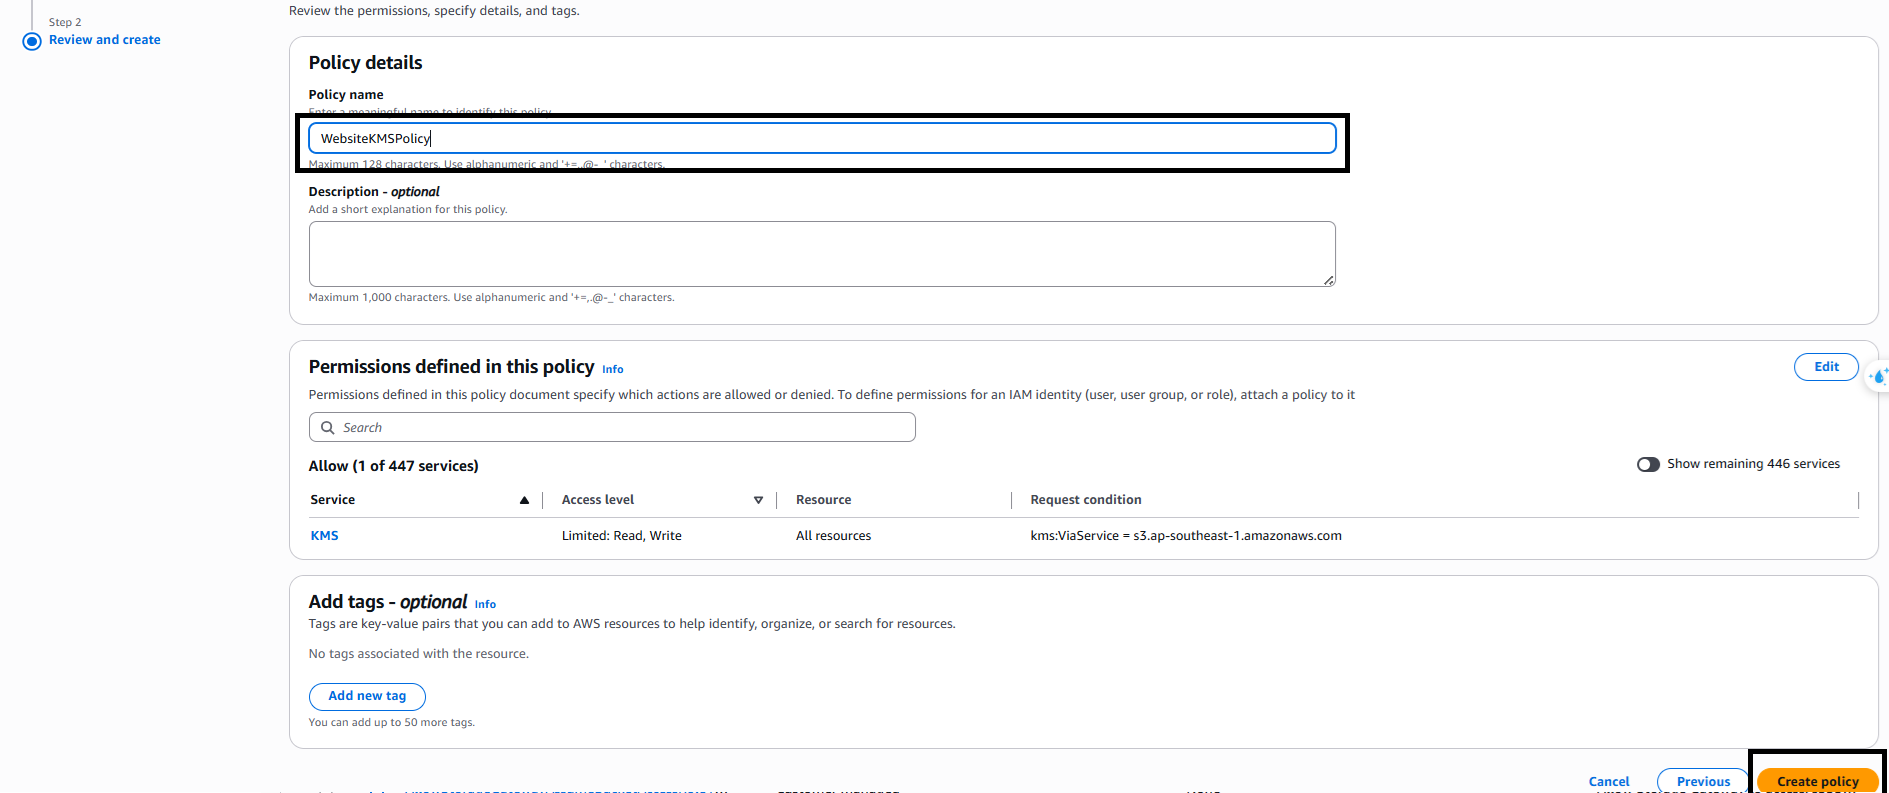 Review the permissions, specify details, and tags.
Step 2
Review and create
Policy details
Policy name
Enter a meaningful name to identify this policy.
WebsiteKMSPolicy
Maximum 128 characters. Use alphanumeric and '+=,.@-_' characters.
Description - optional
Add a short explanation for this policy.
Maximum 1,000 characters. Use alphanumeric and '+=,.@-_' characters.
Permissions defined in this policy Info
Edit
Permissions defined in this policy document specify which actions are allowed or denied. To define permissions for an IAM identity (user, user group, or role), attach a policy to it
Search
Allow (1 of 447 services)
Show remaining 446 services
Service Access level Resource Request condition
KMS Limited: Read, Write All resources kms:ViaService = s3.ap-southeast-1.amazonaws.com
Add tags - optional Info
Tags are key-value pairs that you can add to AWS resources to help identify, organize, or search for resources.
No tags associated with the resource.
Add new tag
You can add up to 50 more tags.
Cancel Previous Create policy